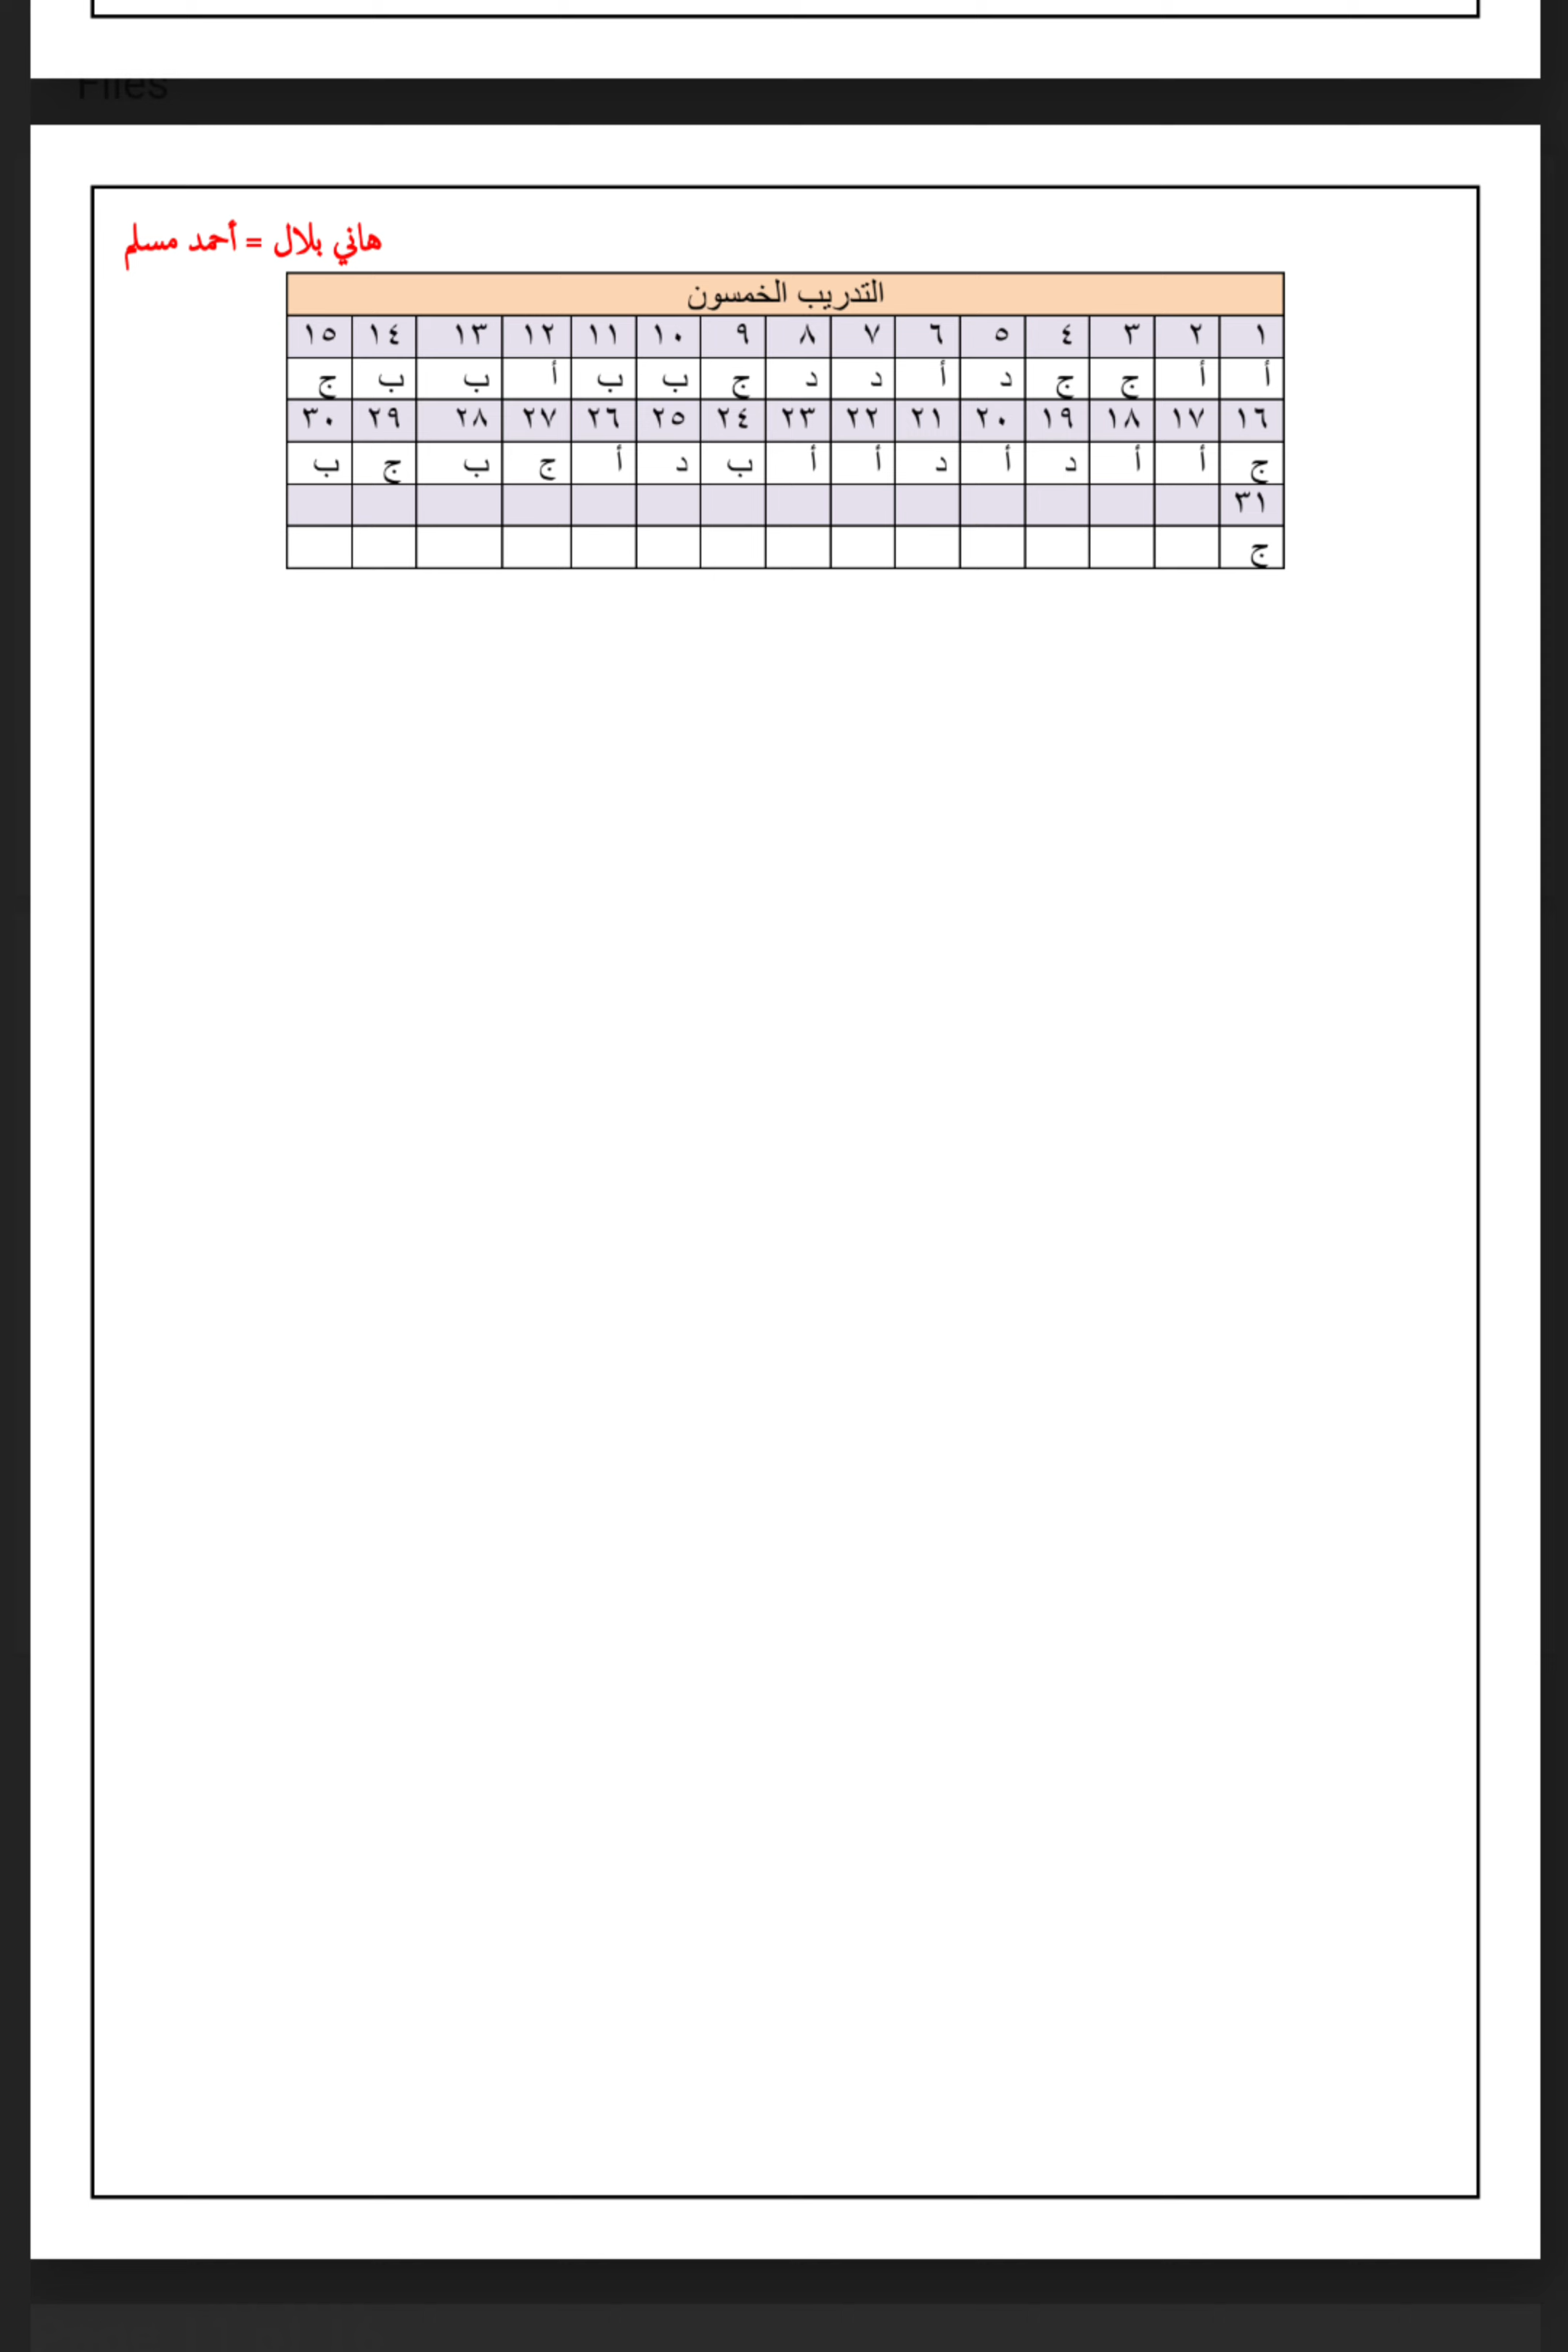 Files
هاني بلال = أحمد مسلم
التدريب الخمسون
١ ٢ ٣ ٤ ٥ ٦ ٧ ٨ ٩ ١٠ ١١ ١٢ ١٣ ١٤ ١٥
أ أ ج ج د أ د د ج ب ب أ ب ب ج
١٦ ١٧ ١٨ ١٩ ٢٠ ٢١ ٢٢ ٢٣ ٢٤ ٢٥ ٢٦ ٢٧ ٢٨ ٢٩ ٣٠
ج أ أ د أ د أ أ ب د أ ج ب ج ب
٣١
ج